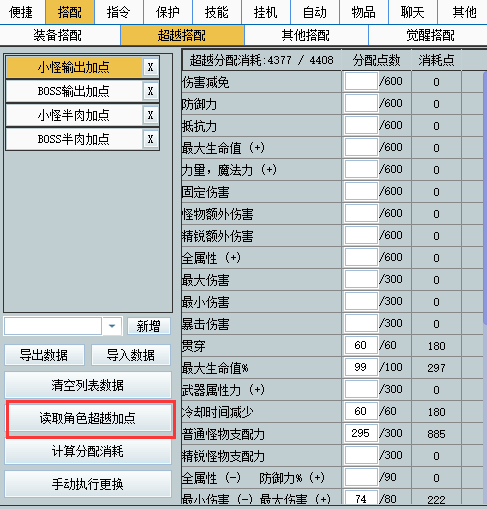 便捷 搭配 指令 保护 技能 挂机 自动 物品 聊天 其他
装备搭配 超越搭配 其他搭配 觉醒搭配
小怪输出加点 X
BOSS输出加点 X
小怪半肉加点 X
BOSS半肉加点 X
新增
导出数据 导入数据
清空列表数据
读取角色超越加点
计算分配消耗
手动执行更换
超越分配消耗:4377 / 4408 分配点数 消耗点
伤害减免 /600 0
防御力 /600 0
抵抗力 /600 0
最大生命值 (+) /600 0
力量，魔法力 (+) /600 0
固定伤害 /600 0
怪物额外伤害 /600 0
精锐额外伤害 /600 0
全属性 (+) /600 0
最大伤害 /300 0
最小伤害 /300 0
暴击伤害 /300 0
贯穿 60 /60 180
最大生命值% 99 /100 297
武器属性力 (+) /300 0
冷却时间减少 60 /60 180
普通怪物支配力 295 /300 885
精锐怪物支配力 /300 0
全属性 (-) 防御力% (+) /90 0
最小伤害 (-) 最大伤害 (+) 74 /80 222